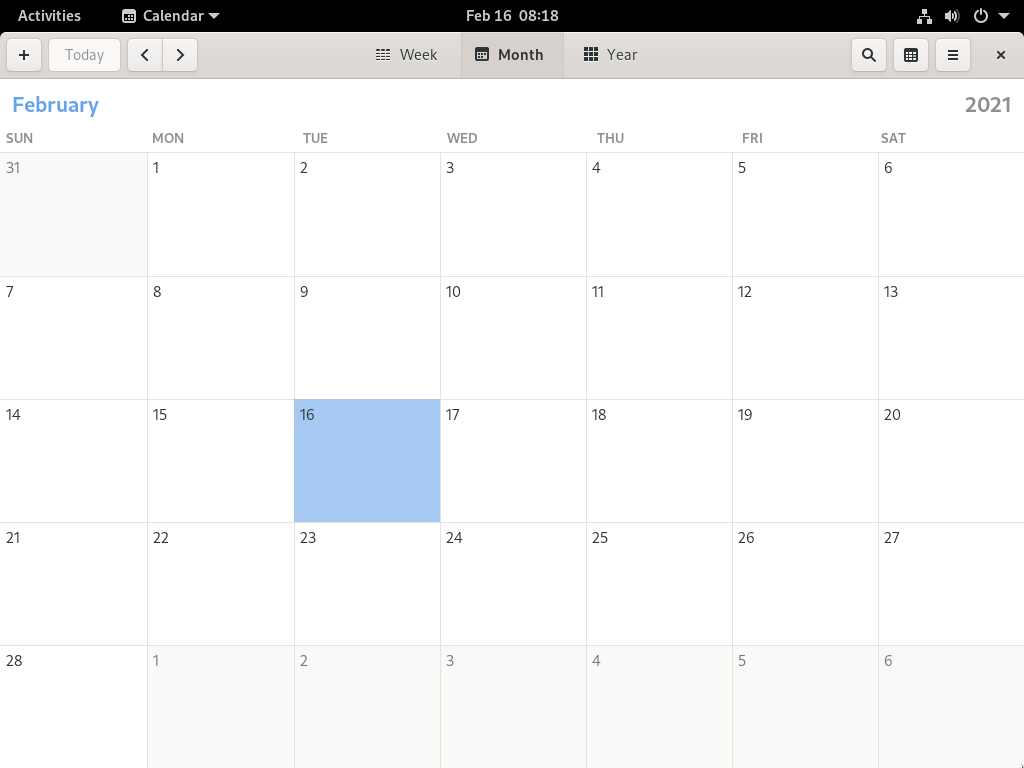 Activities Calendar Feb 16 08:18
Today Week Month Year
February 2021
SUN MON TUE WED THU FRI SAT
31 1 2 3 4 5 6
7 8 9 10 11 12 13
14 15 16 17 18 19 20
21 22 23 24 25 26 27
28 1 2 3 4 5 6